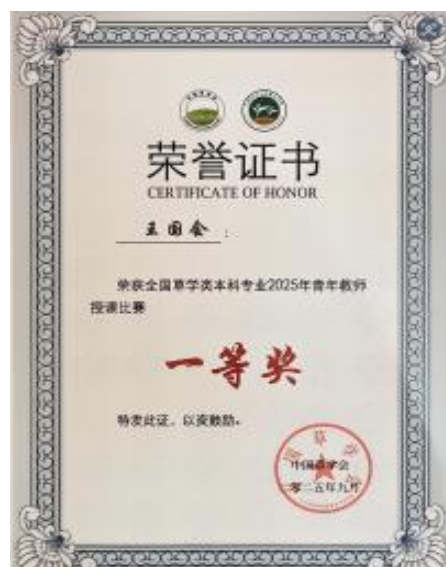 荣誉证书
CERTIFICATE OF HONOR
王国会：
荣获全国草学类本科专业2025年青年教师
授课比赛
一等奖
特发此证，以资鼓励。
中国草学会
二零二五年九月